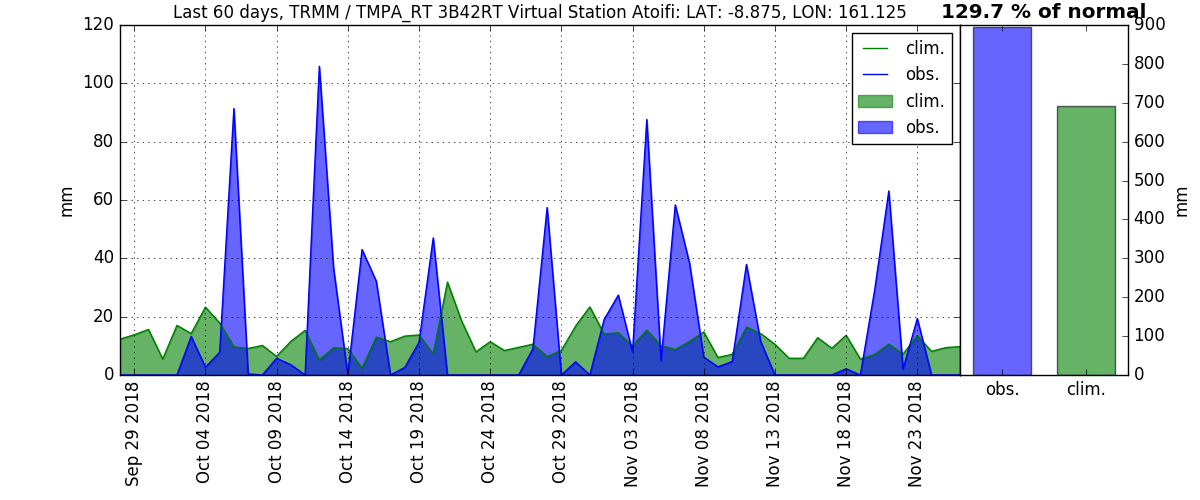 Last 60 days, TRMM / TMPA_RT 3B42RT Virtual Station Atoifi: LAT: -8.875, LON: 161.125
129.7 % of normal
120
100
80
60
40
20
0
mm
clim.
obs.
clim.
obs.
900
800
700
600
500
400
300
200
100
0
mm
Sep 29 2018
Oct 04 2018
Oct 09 2018
Oct 14 2018
Oct 19 2018
Oct 24 2018
Oct 29 2018
Nov 03 2018
Nov 08 2018
Nov 13 2018
Nov 18 2018
Nov 23 2018
obs.
clim.